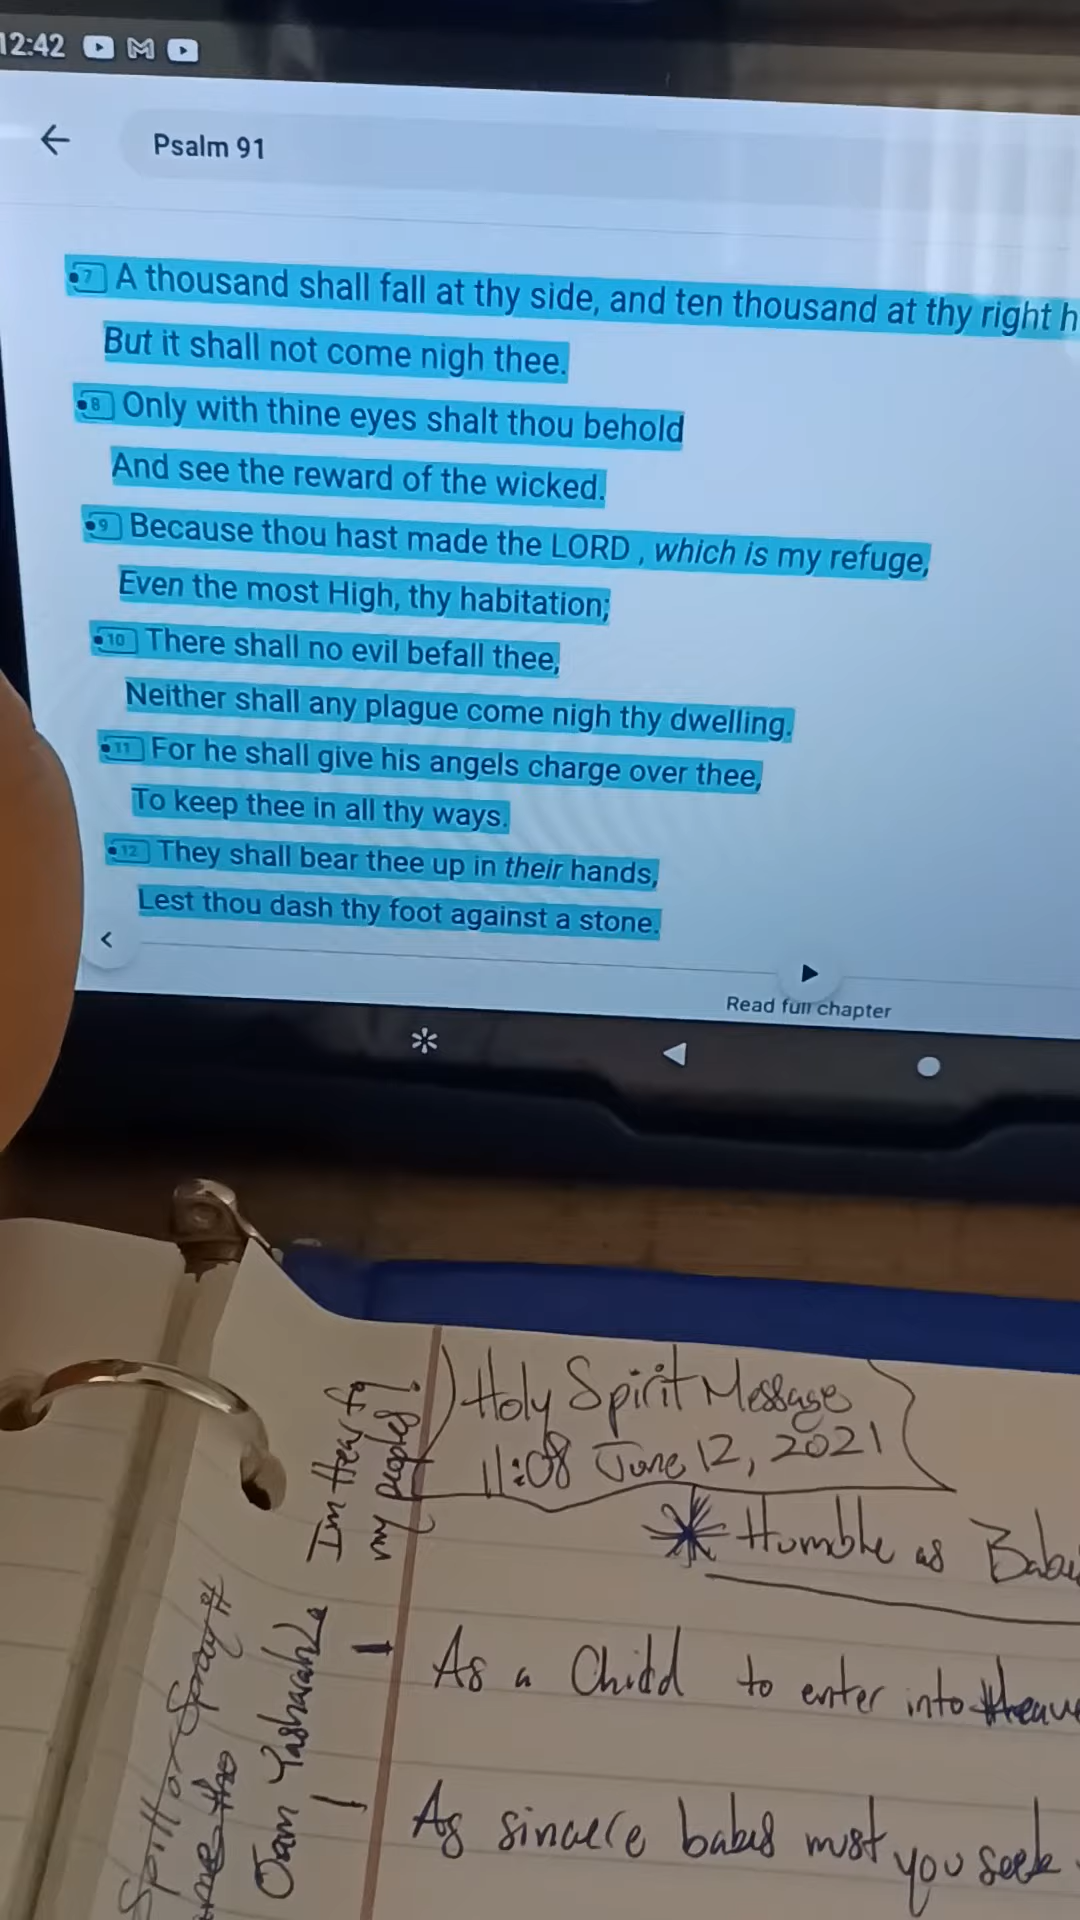 12:42
Psalm 91
7 A thousand shall fall at thy side, and ten thousand at thy right h
But it shall not come nigh thee.
8 Only with thine eyes shalt thou behold
And see the reward of the wicked.
9 Because thou hast made the LORD , which is my refuge,
Even the most High, thy habitation;
10 There shall no evil befall thee,
Neither shall any plague come nigh thy dwelling.
11 For he shall give his angels charge over thee,
To keep thee in all thy ways.
12 They shall bear thee up in their hands,
Lest thou dash thy foot against a stone.
Read full chapter
Holy Spirit Message
11:08 June 12, 2021
Humble as
As a Chidd to enter into
As sincere babes must you seek
I'm Hear
my people!